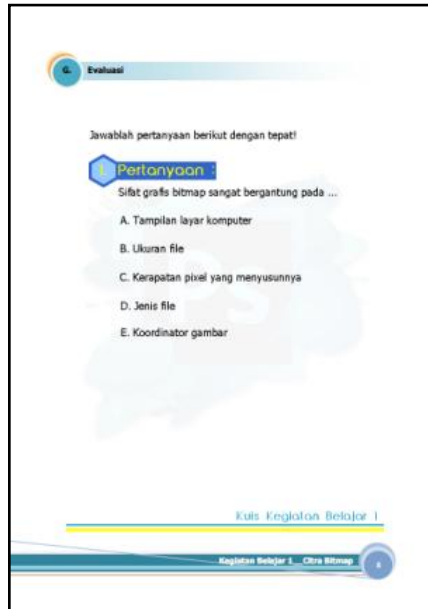 G. Evaluasi
Jawablah pertanyaan berikut dengan tepat!
1. Pertanyaan :
Sifat grafis bitmap sangat bergantung pada ...
A. Tampilan layar komputer
B. Ukuran file
C. Kerapatan pixel yang menyusunnya
D. Jenis file
E. Koordinator gambar
Ps
Kuis Kegiatan Belajar 1
Kegiatan Belajar 1_ Citra Bitmap